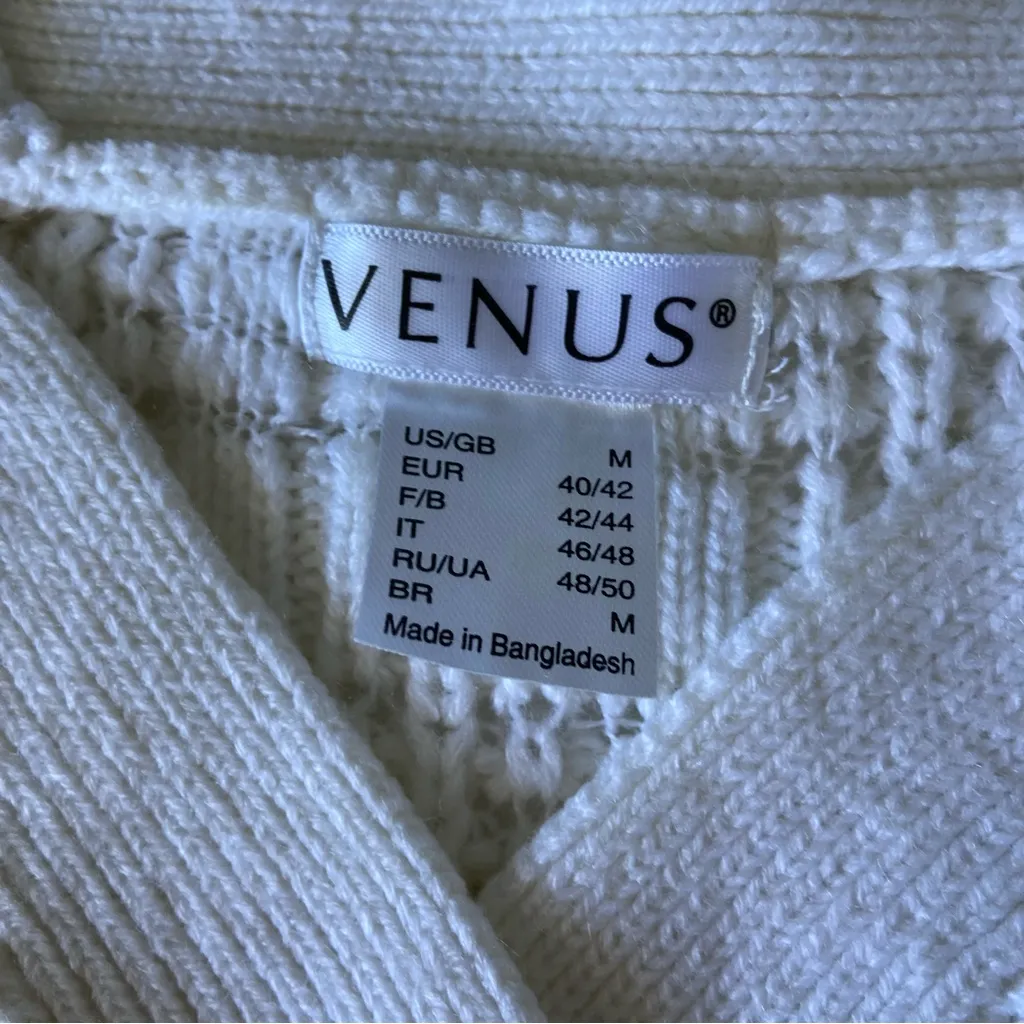 VENUS®
US/GB M
EUR 40/42
F/B 42/44
IT 46/48
RU/UA 48/50
BR M
Made in Bangladesh